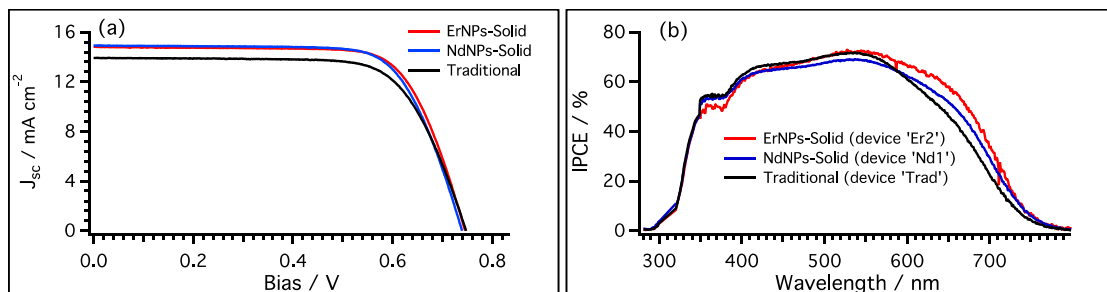 (a)
ErNPs-Solid
NdNPs-Solid
Traditional
16
12
8
4
0
J_sc / mA cm⁻²
0.0 0.2 0.4 0.6 0.8
Bias / V
(b)
80
60
40
20
0
IPCE / %
ErNPs-Solid (device 'Er2')
NdNPs-Solid (device 'Nd1')
Traditional (device 'Trad')
300 400 500 600 700
Wavelength / nm